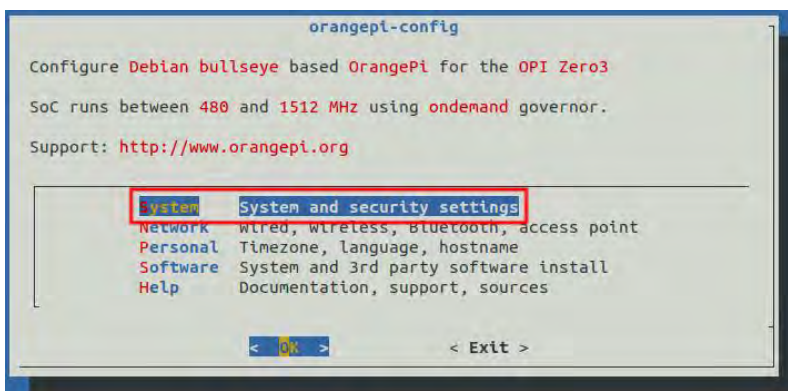 orangepi-config
Configure Debian bullseye based OrangePi for the OPI Zero3
SoC runs between 480 and 1512 MHz using ondemand governor.
Support: http://www.orangepi.org
System System and security settings
Network Wired, Wireless, Bluetooth, access point
Personal Timezone, language, hostname
Software System and 3rd party software install
Help Documentation, support, sources
< OK > < Exit >